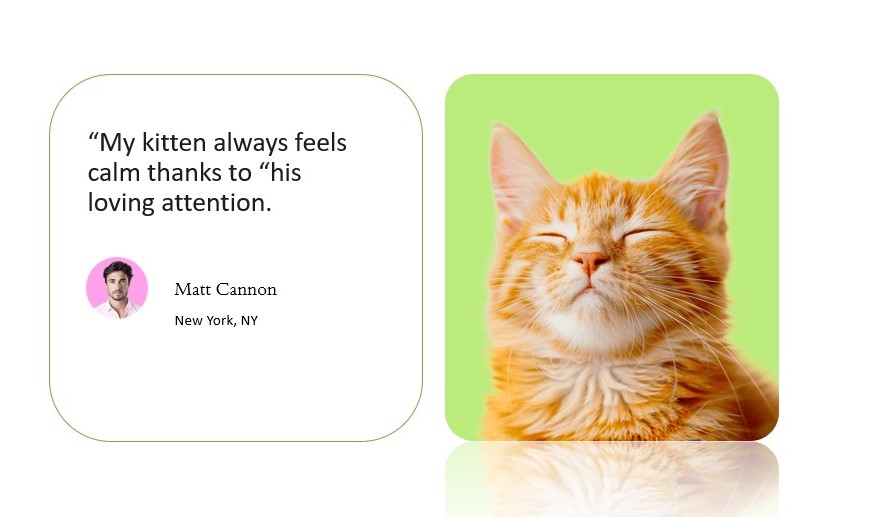 “My kitten always feels
calm thanks to “his
loving attention.
Matt Cannon
New York, NY